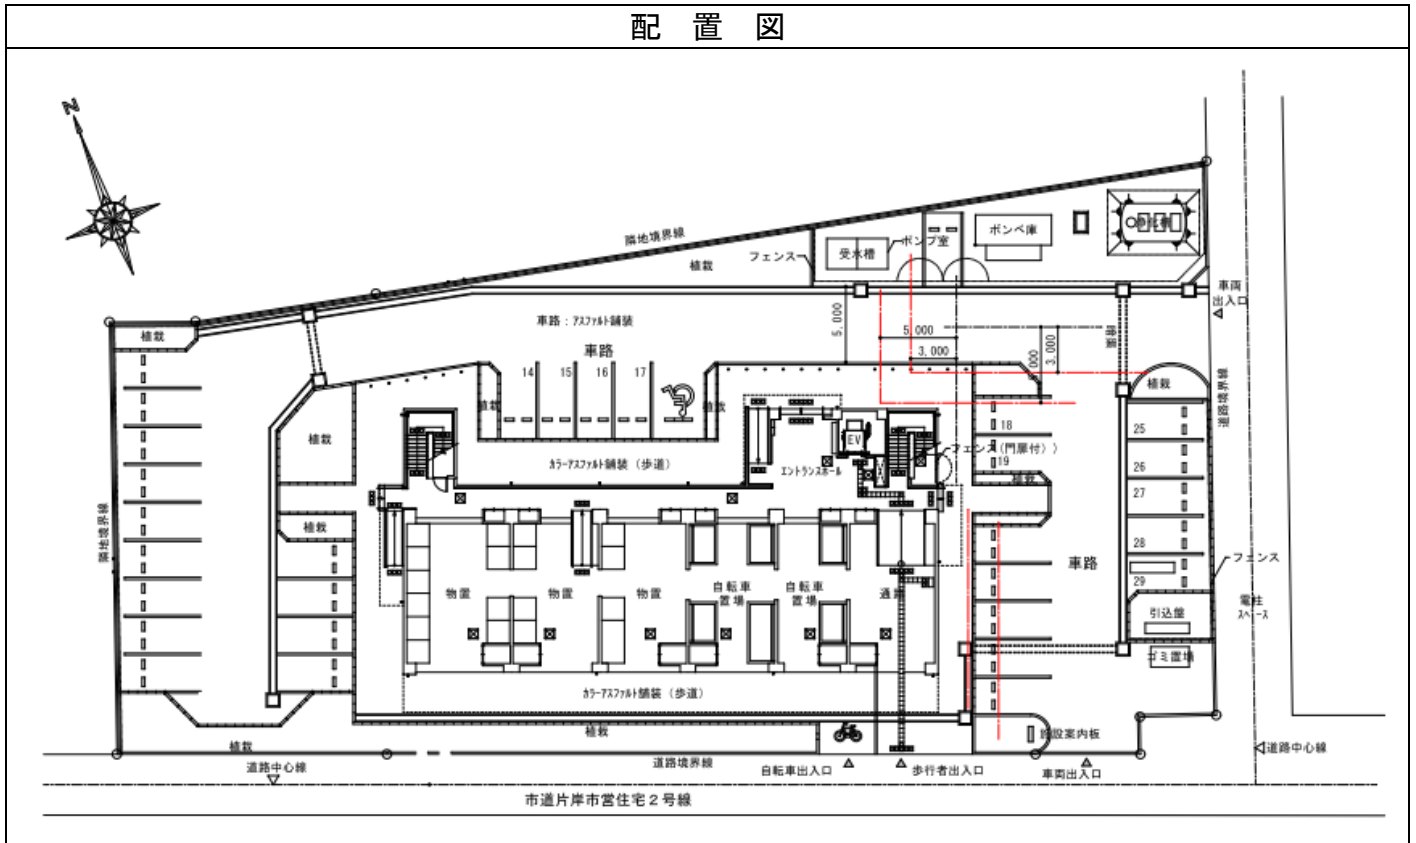 配置図
N
隣地境界線
植栽
フェンス
受水槽
ポンプ室
ボンベ庫
車両
出入口
植栽
車路：アスファルト舗装
車路
5,000
5,000
3,000
3,000
14
15
16
17
植栽
植栽
植栽
道路境界線
18
19
25
26
27
28
29
植栽
カラーアスファルト舗装（歩道）
エントランスホール
EV
フェンス（門扉付）
植栽
植栽
隣地境界線
車路
フェンス
物置
物置
物置
自転車
置場
自転車
置場
引込盤
電柱
スペース
ゴミ置場
カラーアスファルト舗装（歩道）
植栽
植栽
施設案内板
道路中心線
道路境界線
自転車出入口
歩行者出入口
車両出入口
道路中心線
市道片岸市営住宅２号線